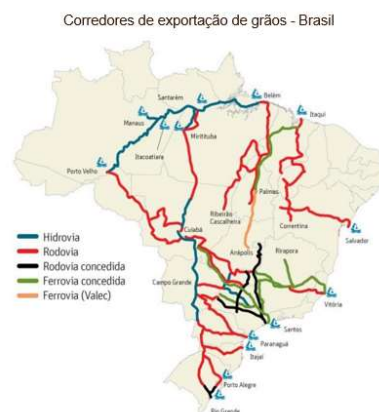 Corredores de exportação de grãos - Brasil
Santarém
Belém
Itaqui
Manaus
Itacoatiara
Miritituba
Porto Velho
Palmas
Ribeirão
Cascalheira
Correntina
Salvador
Cuiabá
Anápolis
Pirapora
Hidrovia
Rodovia
Rodovia concedida
Ferrovia concedida
Ferrovia (Valec)
Campo Grande
Vitória
Santos
Paranaguá
Itajaí
Porto Alegre
Rio Grande